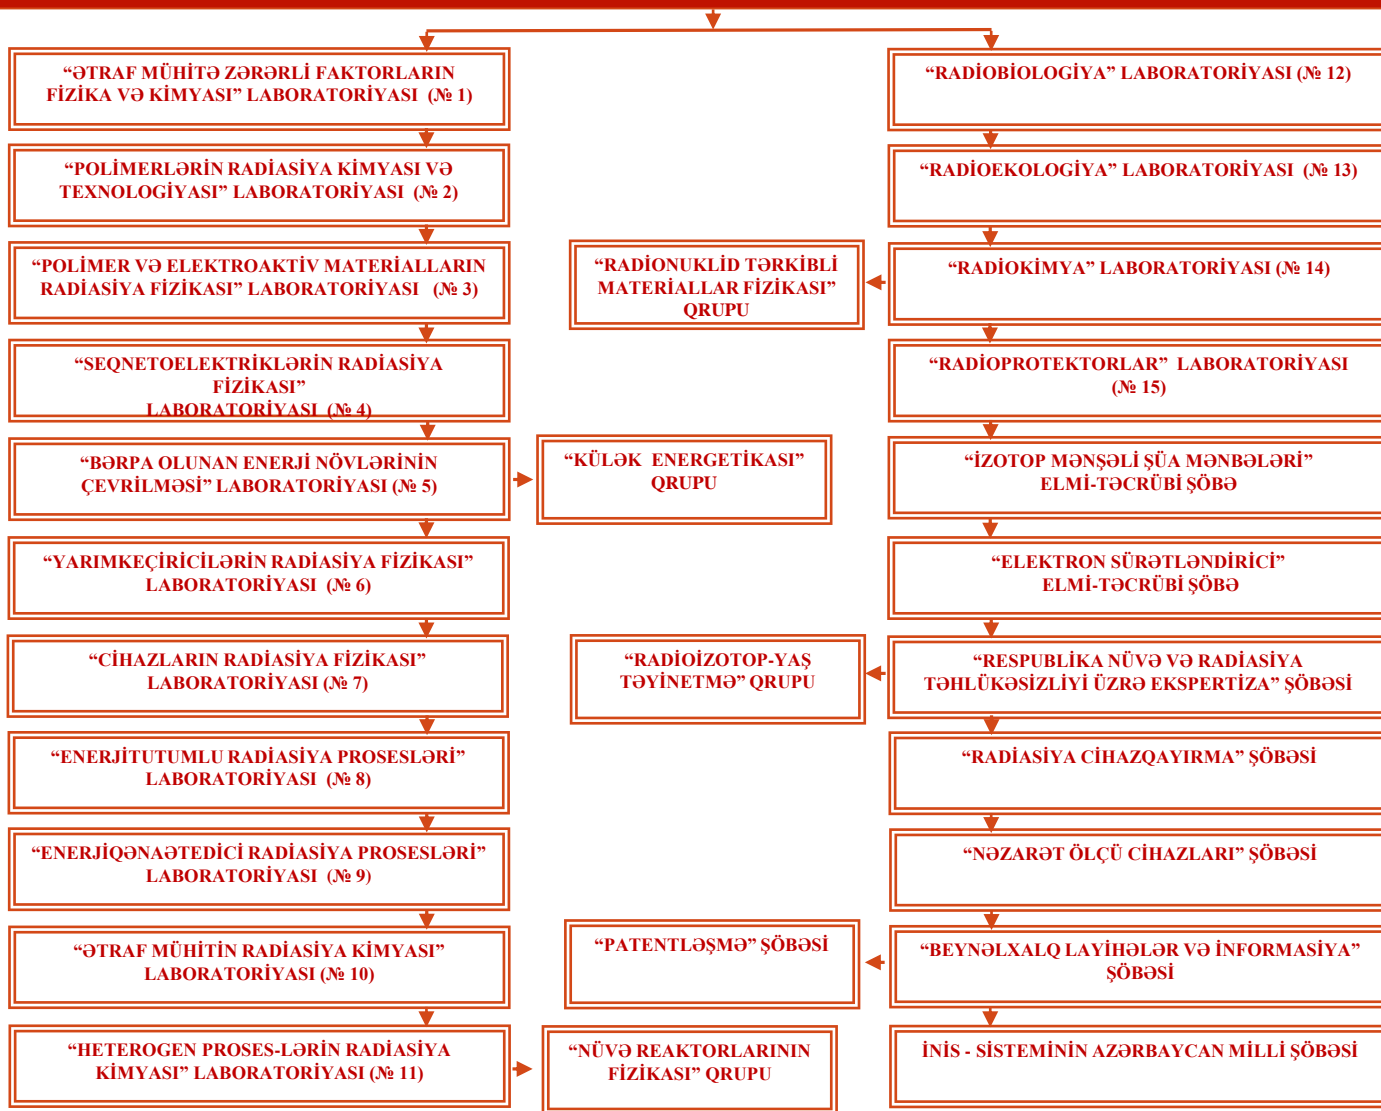 “ƏTRAF MÜHİTƏ ZƏRƏRLİ FAKTORLARIN
FİZİKA VƏ KİMYASI” LABORATORİYASI (№ 1)
“POLİMERLƏRİN RADİASİYA KİMYASI VƏ
TEXNOLOGİYASI” LABORATORİYASI (№ 2)
“POLİMER VƏ ELEKTROAKTİV MATERİALLARIN
RADİASİYA FİZİKASI” LABORATORİYASI (№ 3)
“SEQNETOELEKTRİKLƏRİN RADİASİYA
FİZİKASI”
LABORATORİYASI (№ 4)
“BƏRPA OLUNAN ENERJİ NÖVLƏRİNİN
ÇEVRİLMƏSİ” LABORATORİYASI (№ 5)
“YARIMKEÇİRİCİLƏRİN RADİASİYA FİZİKASI”
LABORATORİYASI (№ 6)
“CİHAZLARIN RADİASİYA FİZİKASI”
LABORATORİYASI (№ 7)
“ENERJİTUTUMLU RADİASİYA PROSESLƏRİ”
LABORATORİYASI (№ 8)
“ENERJİQƏNAƏTEDİCİ RADİASİYA PROSESLƏRİ”
LABORATORİYASI (№ 9)
“ƏTRAF MÜHİTİN RADİASİYA KİMYASI”
LABORATORİYASI (№ 10)
“HETEROGEN PROSES-LƏRİN RADİASİYA
KİMYASI” LABORATORİYASI (№ 11)
“RADİONUKLİD TƏRKİBLİ
MATERİALLAR FİZİKASI”
QRUPU
“KÜLƏK ENERGETİKASI”
QRUPU
“RADİOİZOTOP-YAŞ
TƏYİNETMƏ” QRUPU
“PATENTLƏŞMƏ” ŞÖBƏSİ
“NÜVƏ REAKTORLARININ
FİZİKASI” QRUPU
“RADİOBİOLOGİYA” LABORATORİYASI (№ 12)
“RADİOEKOLOGİYA” LABORATORİYASI (№ 13)
“RADİOKİMYA” LABORATORİYASI (№ 14)
“RADİOPROTEKTORLAR” LABORATORİYASI
(№ 15)
“İZOTOP MƏNŞƏLİ ŞÜA MƏNBƏLƏRİ”
ELMİ-TƏCRÜBİ ŞÖBƏ
“ELEKTRON SÜRƏTLƏNDİRİCİ”
ELMİ-TƏCRÜBİ ŞÖBƏ
“RESPUBLİKA NÜVƏ VƏ RADİASİYA
TƏHLÜKƏSİZLİYİ ÜZRƏ EKSPERTİZA” ŞÖBƏSİ
“RADİASİYA CİHAZQAYIRMA” ŞÖBƏSİ
“NƏZARƏT ÖLÇÜ CİHAZLARI” ŞÖBƏSİ
“BEYNƏLXALQ LAYİHƏLƏR VƏ İNFORMASİYA”
ŞÖBƏSİ
İNİS - SİSTEMİNİN AZƏRBAYCAN MİLLİ ŞÖBƏSİ